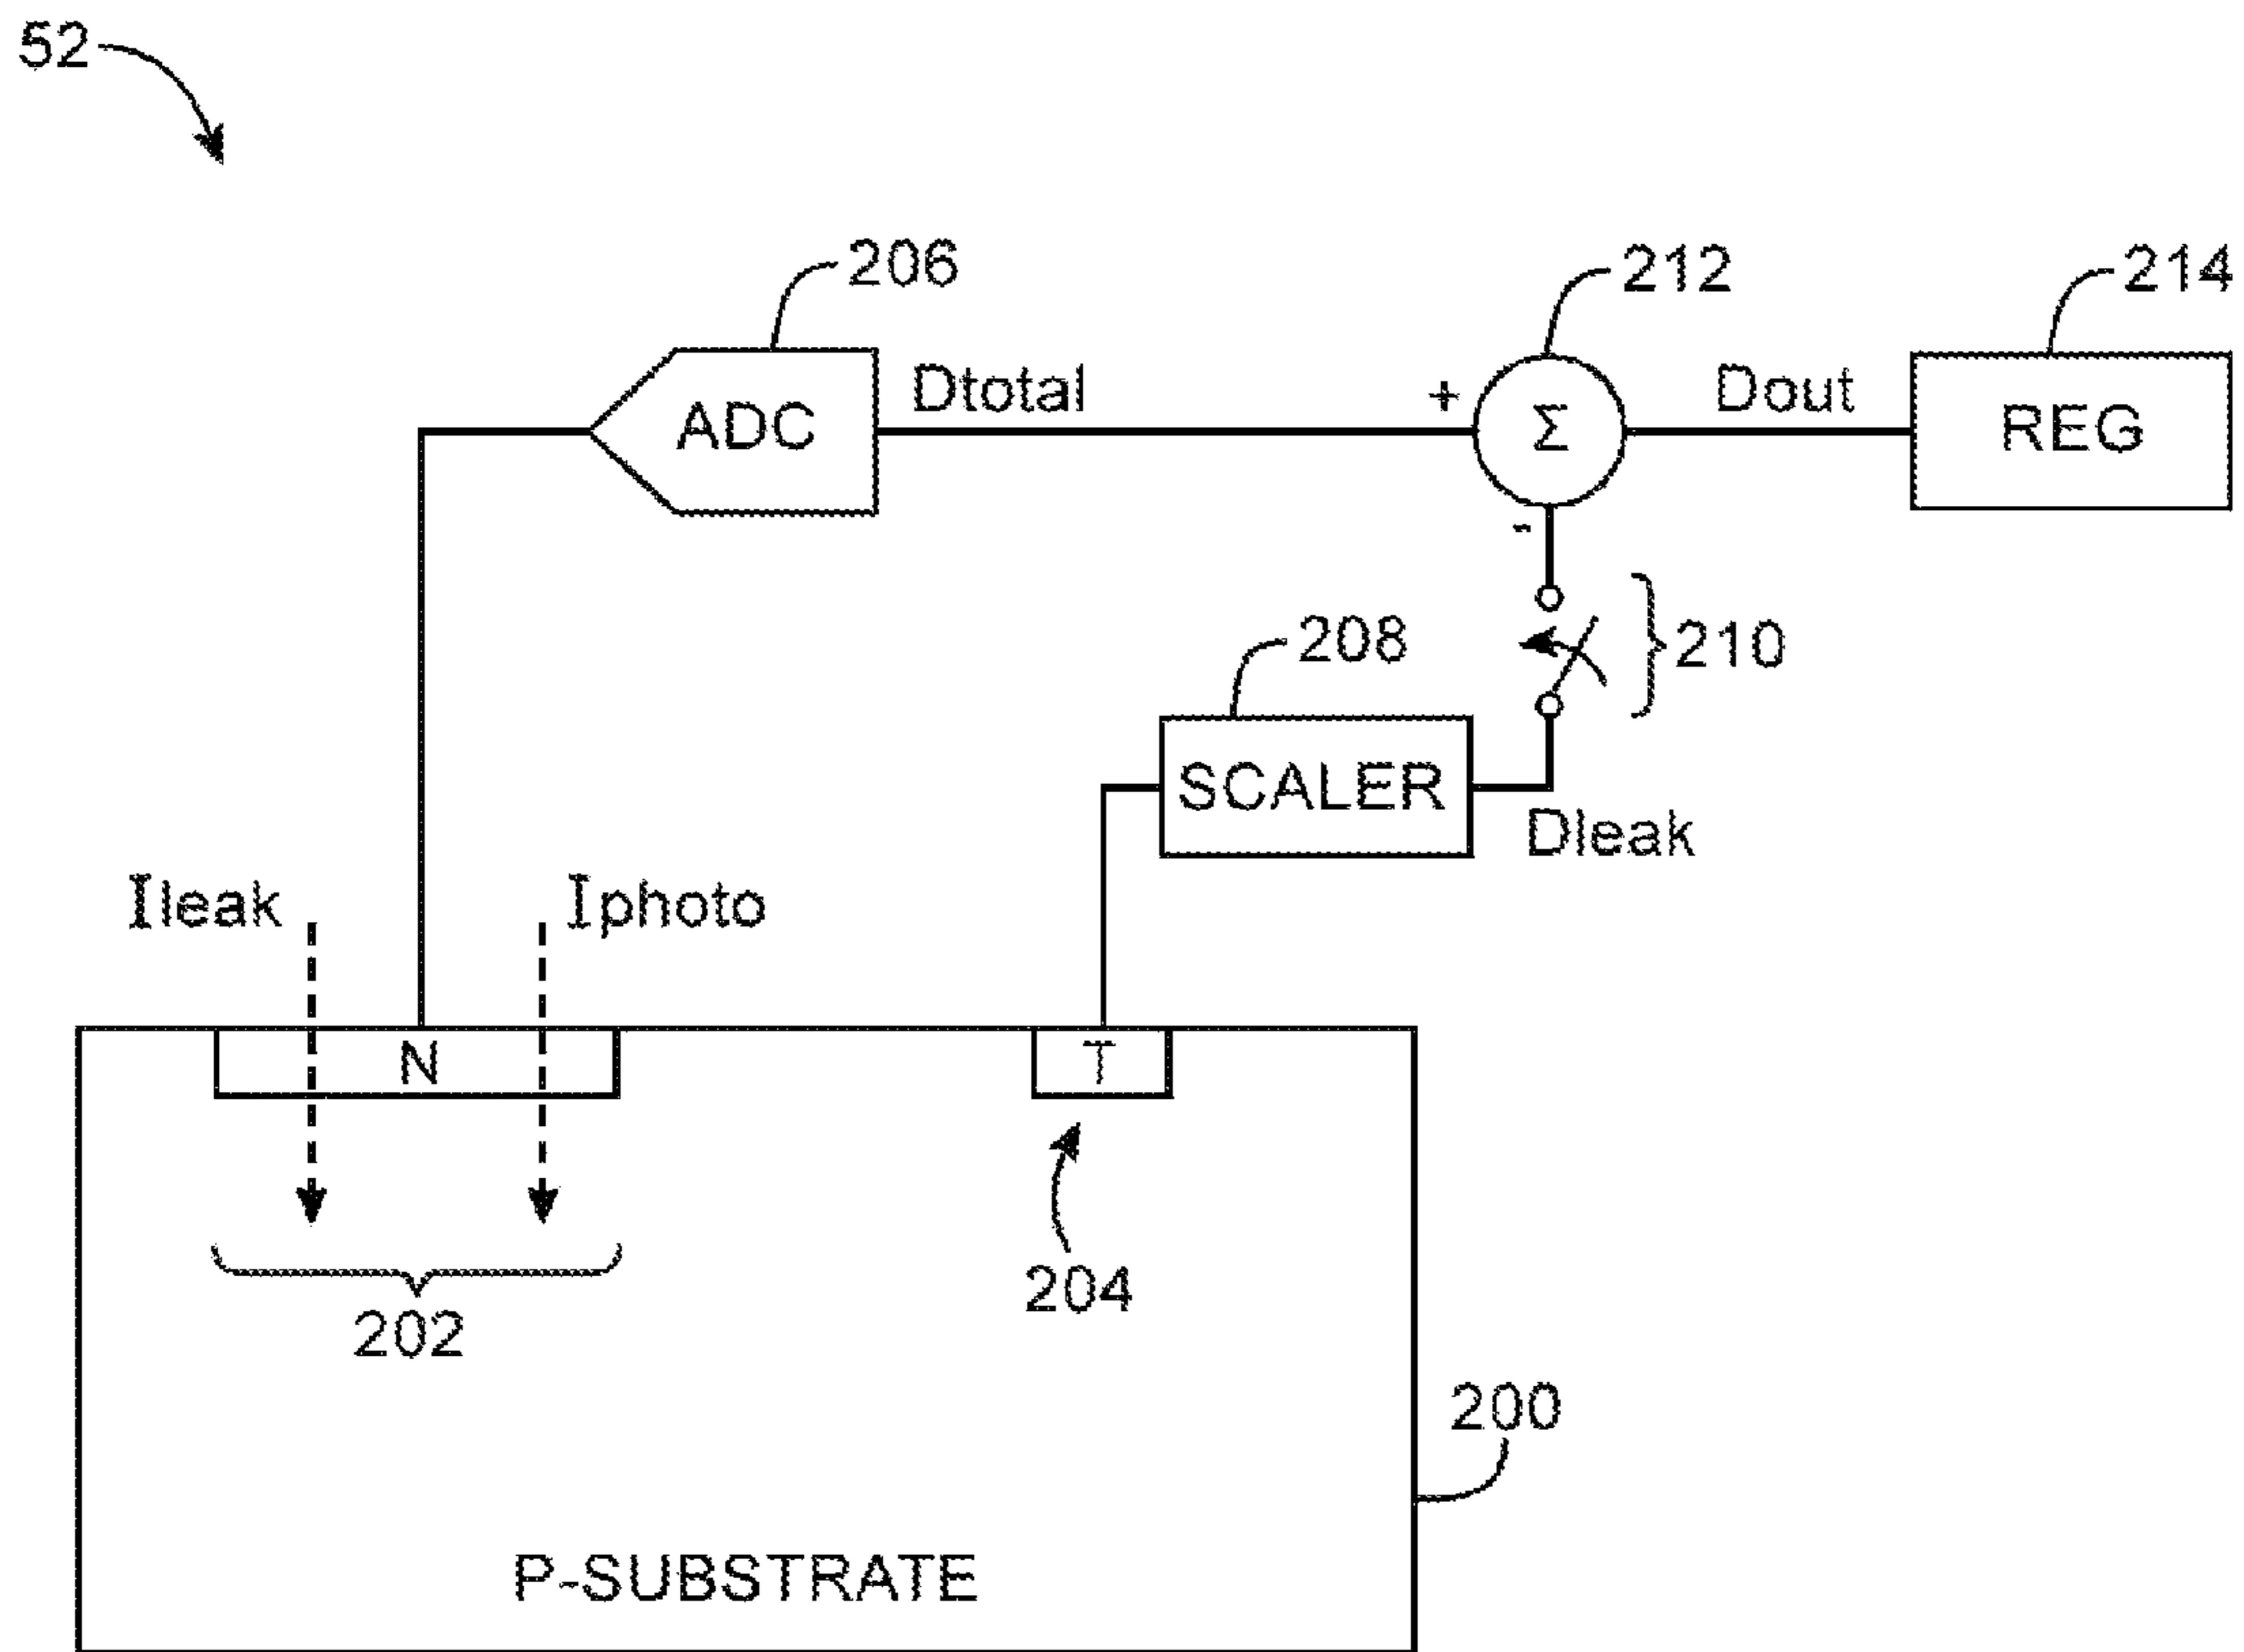 52
206
212
214
ADC
Dtotal
+
Σ
Dout
REG
-
208
210
SCALER
Dleak
Ileak
Iphoto
N
T
204
202
200
P-SUBSTRATE